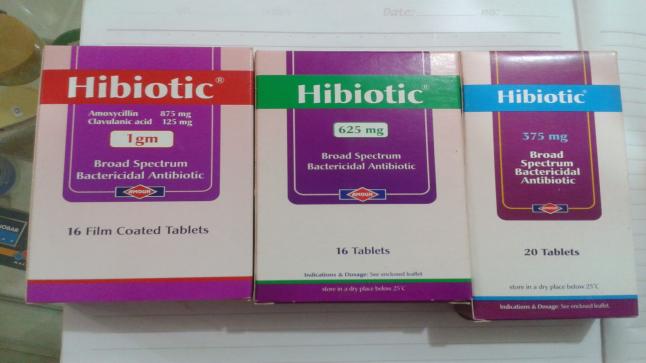 Date:
no:
Hibiotic®
Amoxycillin 875 mg
Clavulanic acid 125 mg
1gm
Broad Spectrum
Bactericidal Antibiotic
AMOUN
16 Film Coated Tablets
Hibiotic®
625 mg
Broad Spectrum
Bactericidal Antibiotic
AMOUN
16 Tablets
Indications & Dosage: See enclosed leaflet
store in a dry place below 25°C
Hibiotic®
375 mg
Broad
Spectrum
Bactericidal
Antibiotic
AMOUN
20 Tablets
store in a dry place below 25°C
Indications & Dosage: See enclosed leaflet.